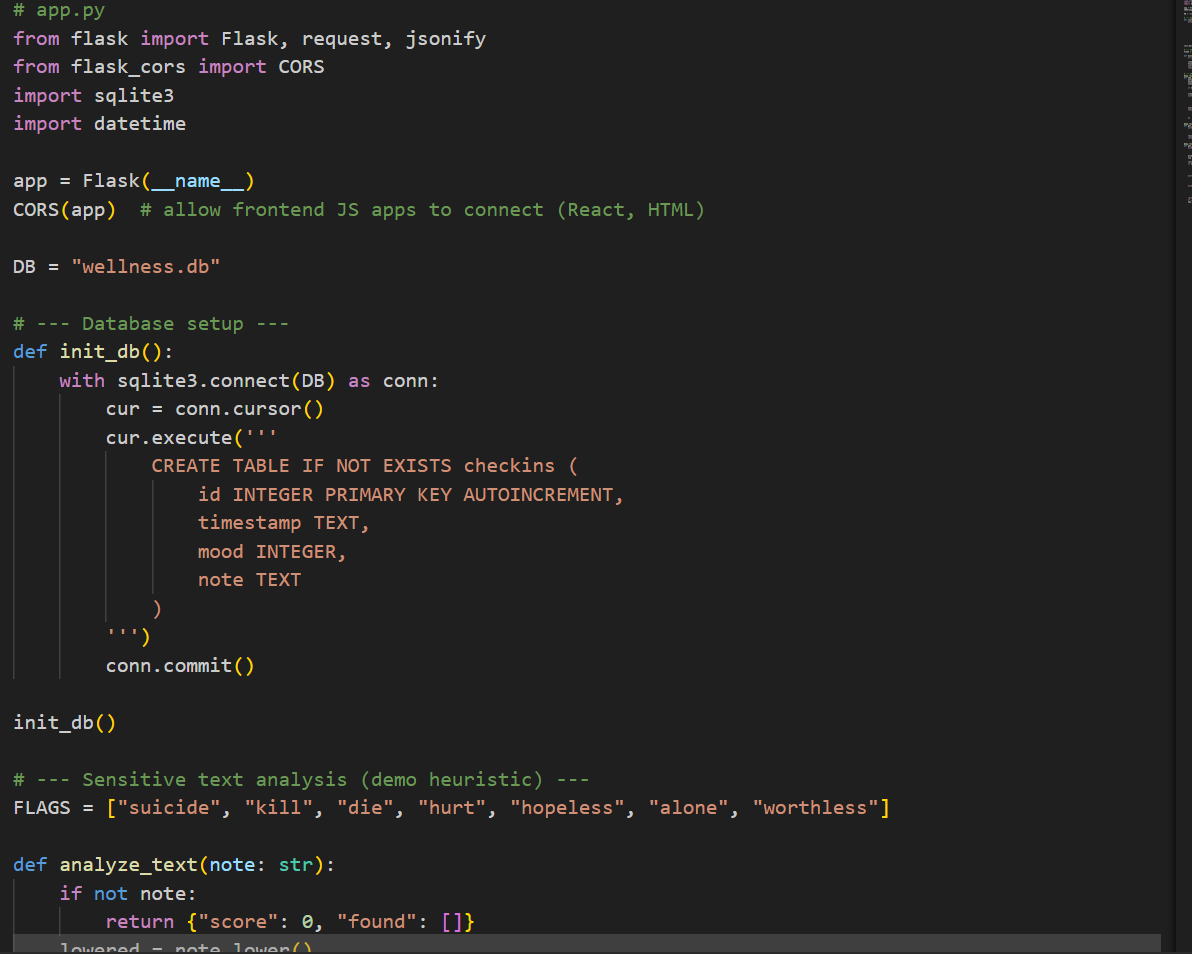 # app.py
from flask import Flask, request, jsonify
from flask_cors import CORS
import sqlite3
import datetime

app = Flask(__name__)
CORS(app)  # allow frontend JS apps to connect (React, HTML)

DB = "wellness.db"

# --- Database setup ---
def init_db():
    with sqlite3.connect(DB) as conn:
        cur = conn.cursor()
        cur.execute('''
            CREATE TABLE IF NOT EXISTS checkins (
                id INTEGER PRIMARY KEY AUTOINCREMENT,
                timestamp TEXT,
                mood INTEGER,
                note TEXT
            )
        ''')
        conn.commit()

init_db()

# --- Sensitive text analysis (demo heuristic) ---
FLAGS = ["suicide", "kill", "die", "hurt", "hopeless", "alone", "worthless"]

def analyze_text(note: str):
    if not note:
        return {"score": 0, "found": []}
    lowered = note.lower()